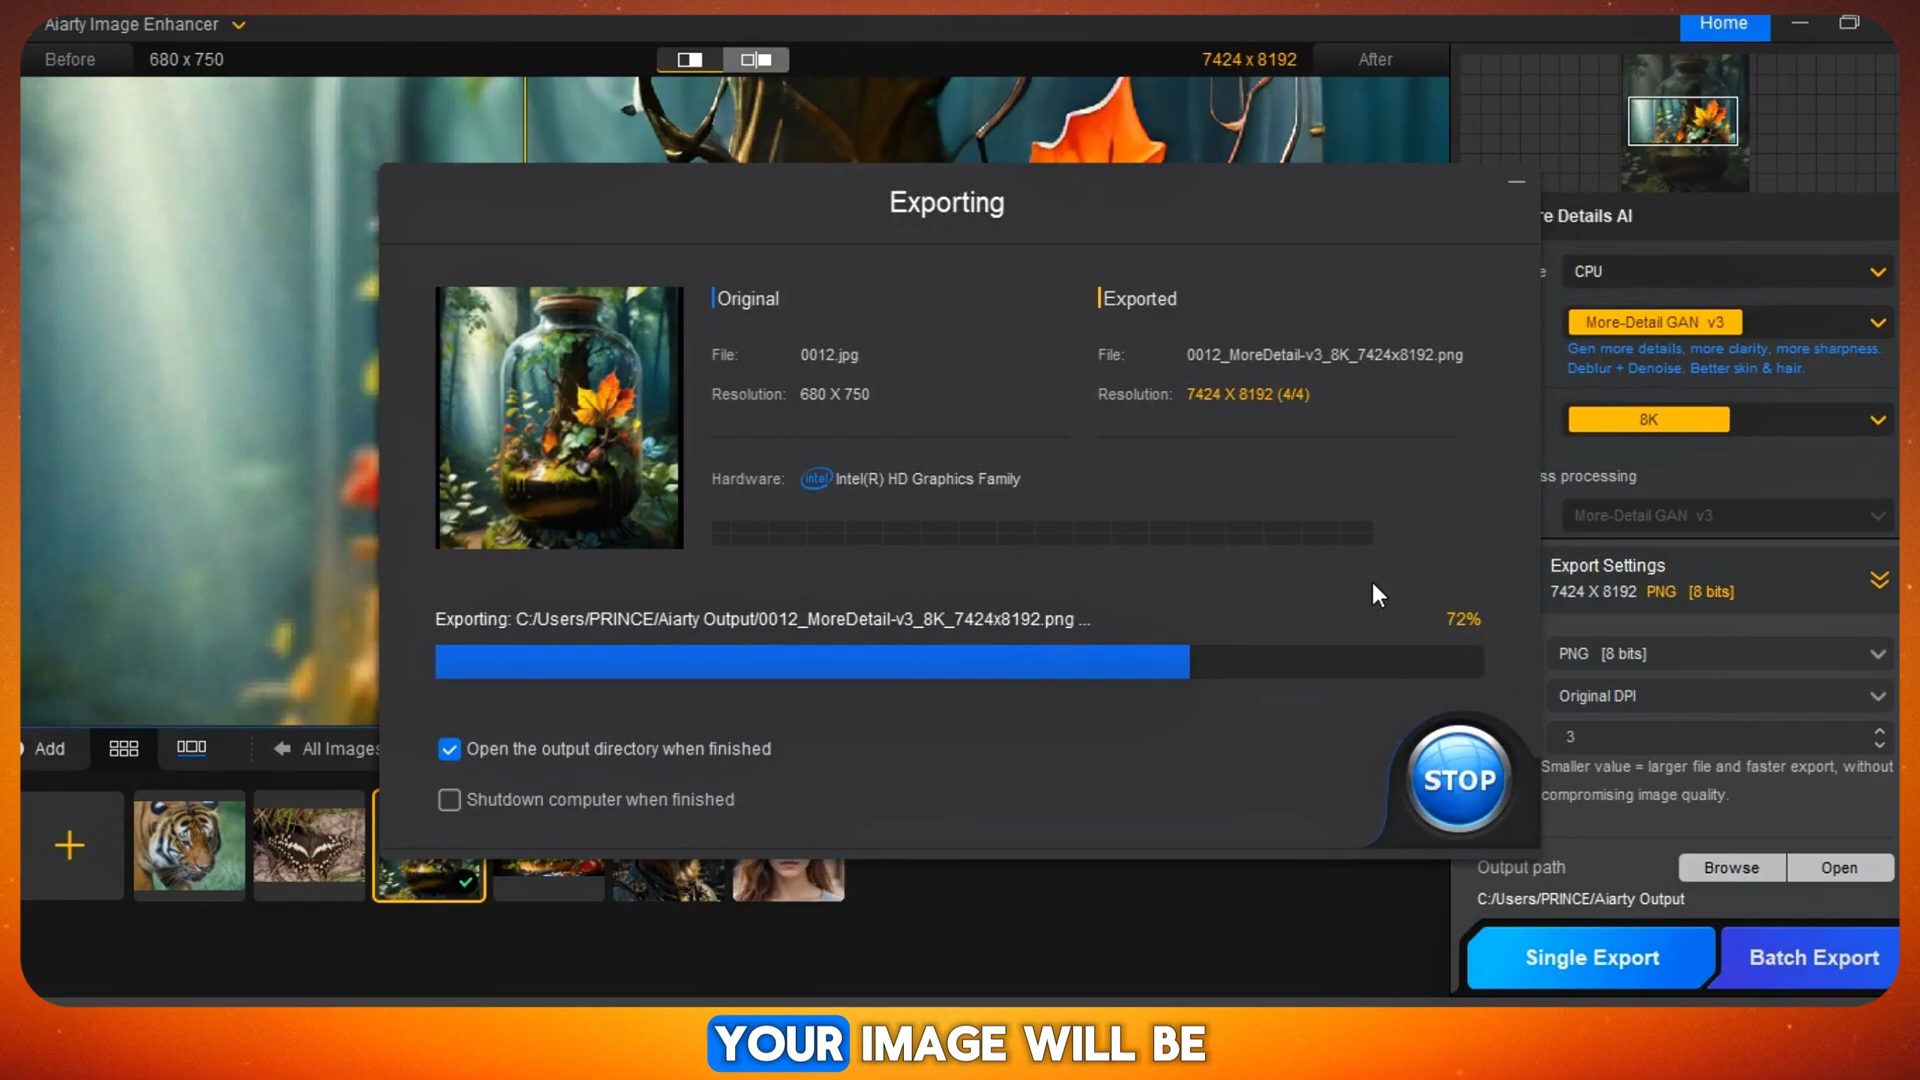 Aiarty Image Enhancer
Home
Before
680 x 750
7424 x 8192
After
Exporting
re Details AI
Original
Exported
e
CPU
File: 0012.jpg
File: 0012_MoreDetail-v3_8K_7424x8192.png
More-Detail GAN v3
Gen more details, more clarity, more sharpness.
Deblur + Denoise. Better skin & hair.
Resolution: 680 X 750
Resolution: 7424 X 8192 (4/4)
8K
Hardware: intel Intel(R) HD Graphics Family
ss processing
More-Detail GAN v3
Export Settings
7424 X 8192 PNG [8 bits]
Exporting: C:/Users/PRINCE/Aiarty Output/0012_MoreDetail-v3_8K_7424x8192.png ...
72%
PNG [8 bits]
Original DPI
3
Smaller value = larger file and faster export, without
compromising image quality.
Add
All Images
Open the output directory when finished
Shutdown computer when finished
STOP
Output path
Browse
Open
C:/Users/PRINCE/Aiarty Output
Single Export
Batch Export
YOUR IMAGE WILL BE